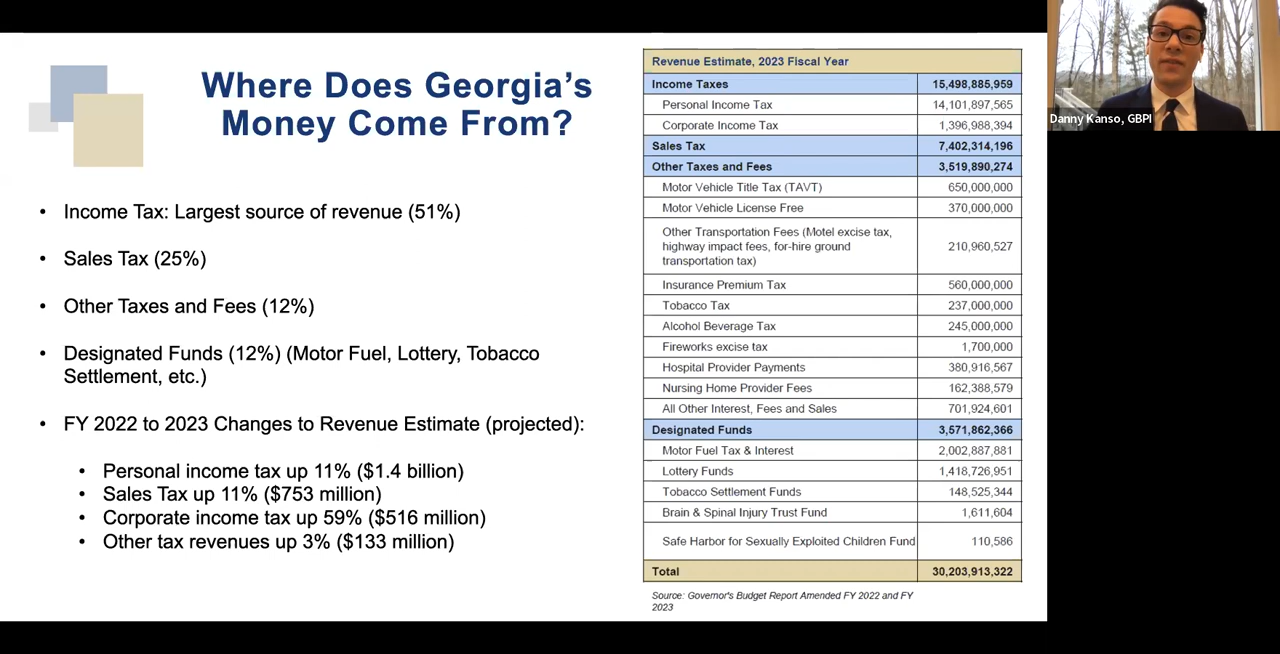 Where Does Georgia's
Money Come From?
• Income Tax: Largest source of revenue (51%)
• Sales Tax (25%)
• Other Taxes and Fees (12%)
• Designated Funds (12%) (Motor Fuel, Lottery, Tobacco
Settlement, etc.)
• FY 2022 to 2023 Changes to Revenue Estimate (projected):
• Personal income tax up 11% ($1.4 billion)
• Sales Tax up 11% ($753 million)
• Corporate income tax up 59% ($516 million)
• Other tax revenues up 3% ($133 million)
Revenue Estimate, 2023 Fiscal Year
Income Taxes 15,498,885,959
Personal Income Tax 14,101,897,565
Corporate Income Tax 1,396,988,394
Sales Tax 7,402,314,196
Other Taxes and Fees 3,519,890,274
Motor Vehicle Title Tax (TAVT) 650,000,000
Motor Vehicle License Free 370,000,000
Other Transportation Fees (Motel excise tax,
highway impact fees, for-hire ground 210,960,527
transportation tax)
Insurance Premium Tax 560,000,000
Tobacco Tax 237,000,000
Alcohol Beverage Tax 245,000,000
Fireworks excise tax 1,700,000
Hospital Provider Payments 380,916,567
Nursing Home Provider Fees 162,388,579
All Other Interest, Fees and Sales 701,924,601
Designated Funds 3,571,862,366
Motor Fuel Tax & Interest 2,002,887,881
Lottery Funds 1,418,726,951
Tobacco Settlement Funds 148,525,344
Brain & Spinal Injury Trust Fund 1,611,604
Safe Harbor for Sexually Exploited Children Fund 110,586
Total 30,203,913,322
Source: Governor's Budget Report Amended FY 2022 and FY
2023
Danny Kanso, GBPI